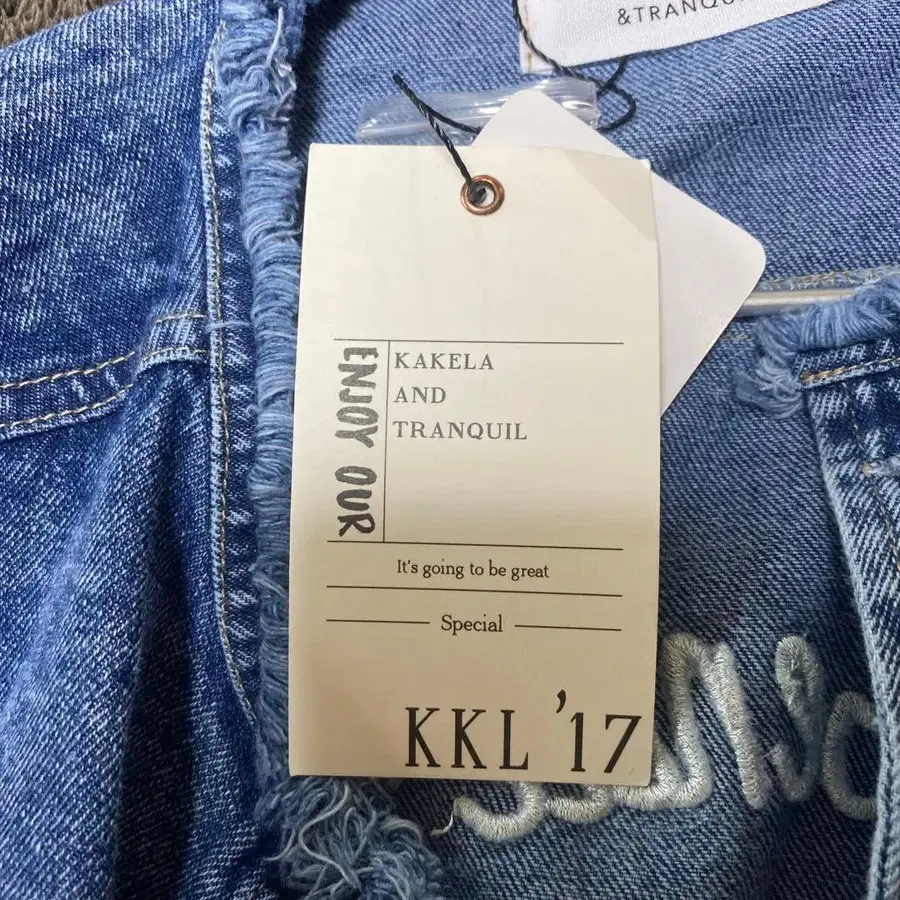 &TRANQU
ENJOY OUR
KAKELA
AND
TRANQUIL
It's going to be great
Special
KKL '17